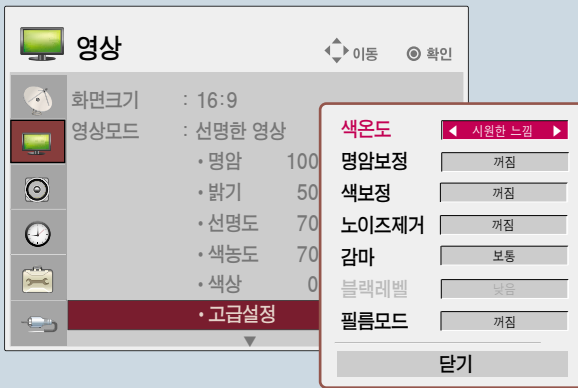 영상
이동 확인
화면크기 : 16:9
영상모드 : 선명한 영상
•명암 100
•밝기 50
•선명도 70
•색농도 70
•색상 0
•고급설정
색온도 시원한 느낌
명암보정 꺼짐
색보정 꺼짐
노이즈제거 꺼짐
감마 보통
블랙레벨 낮음
필름모드 꺼짐
닫기